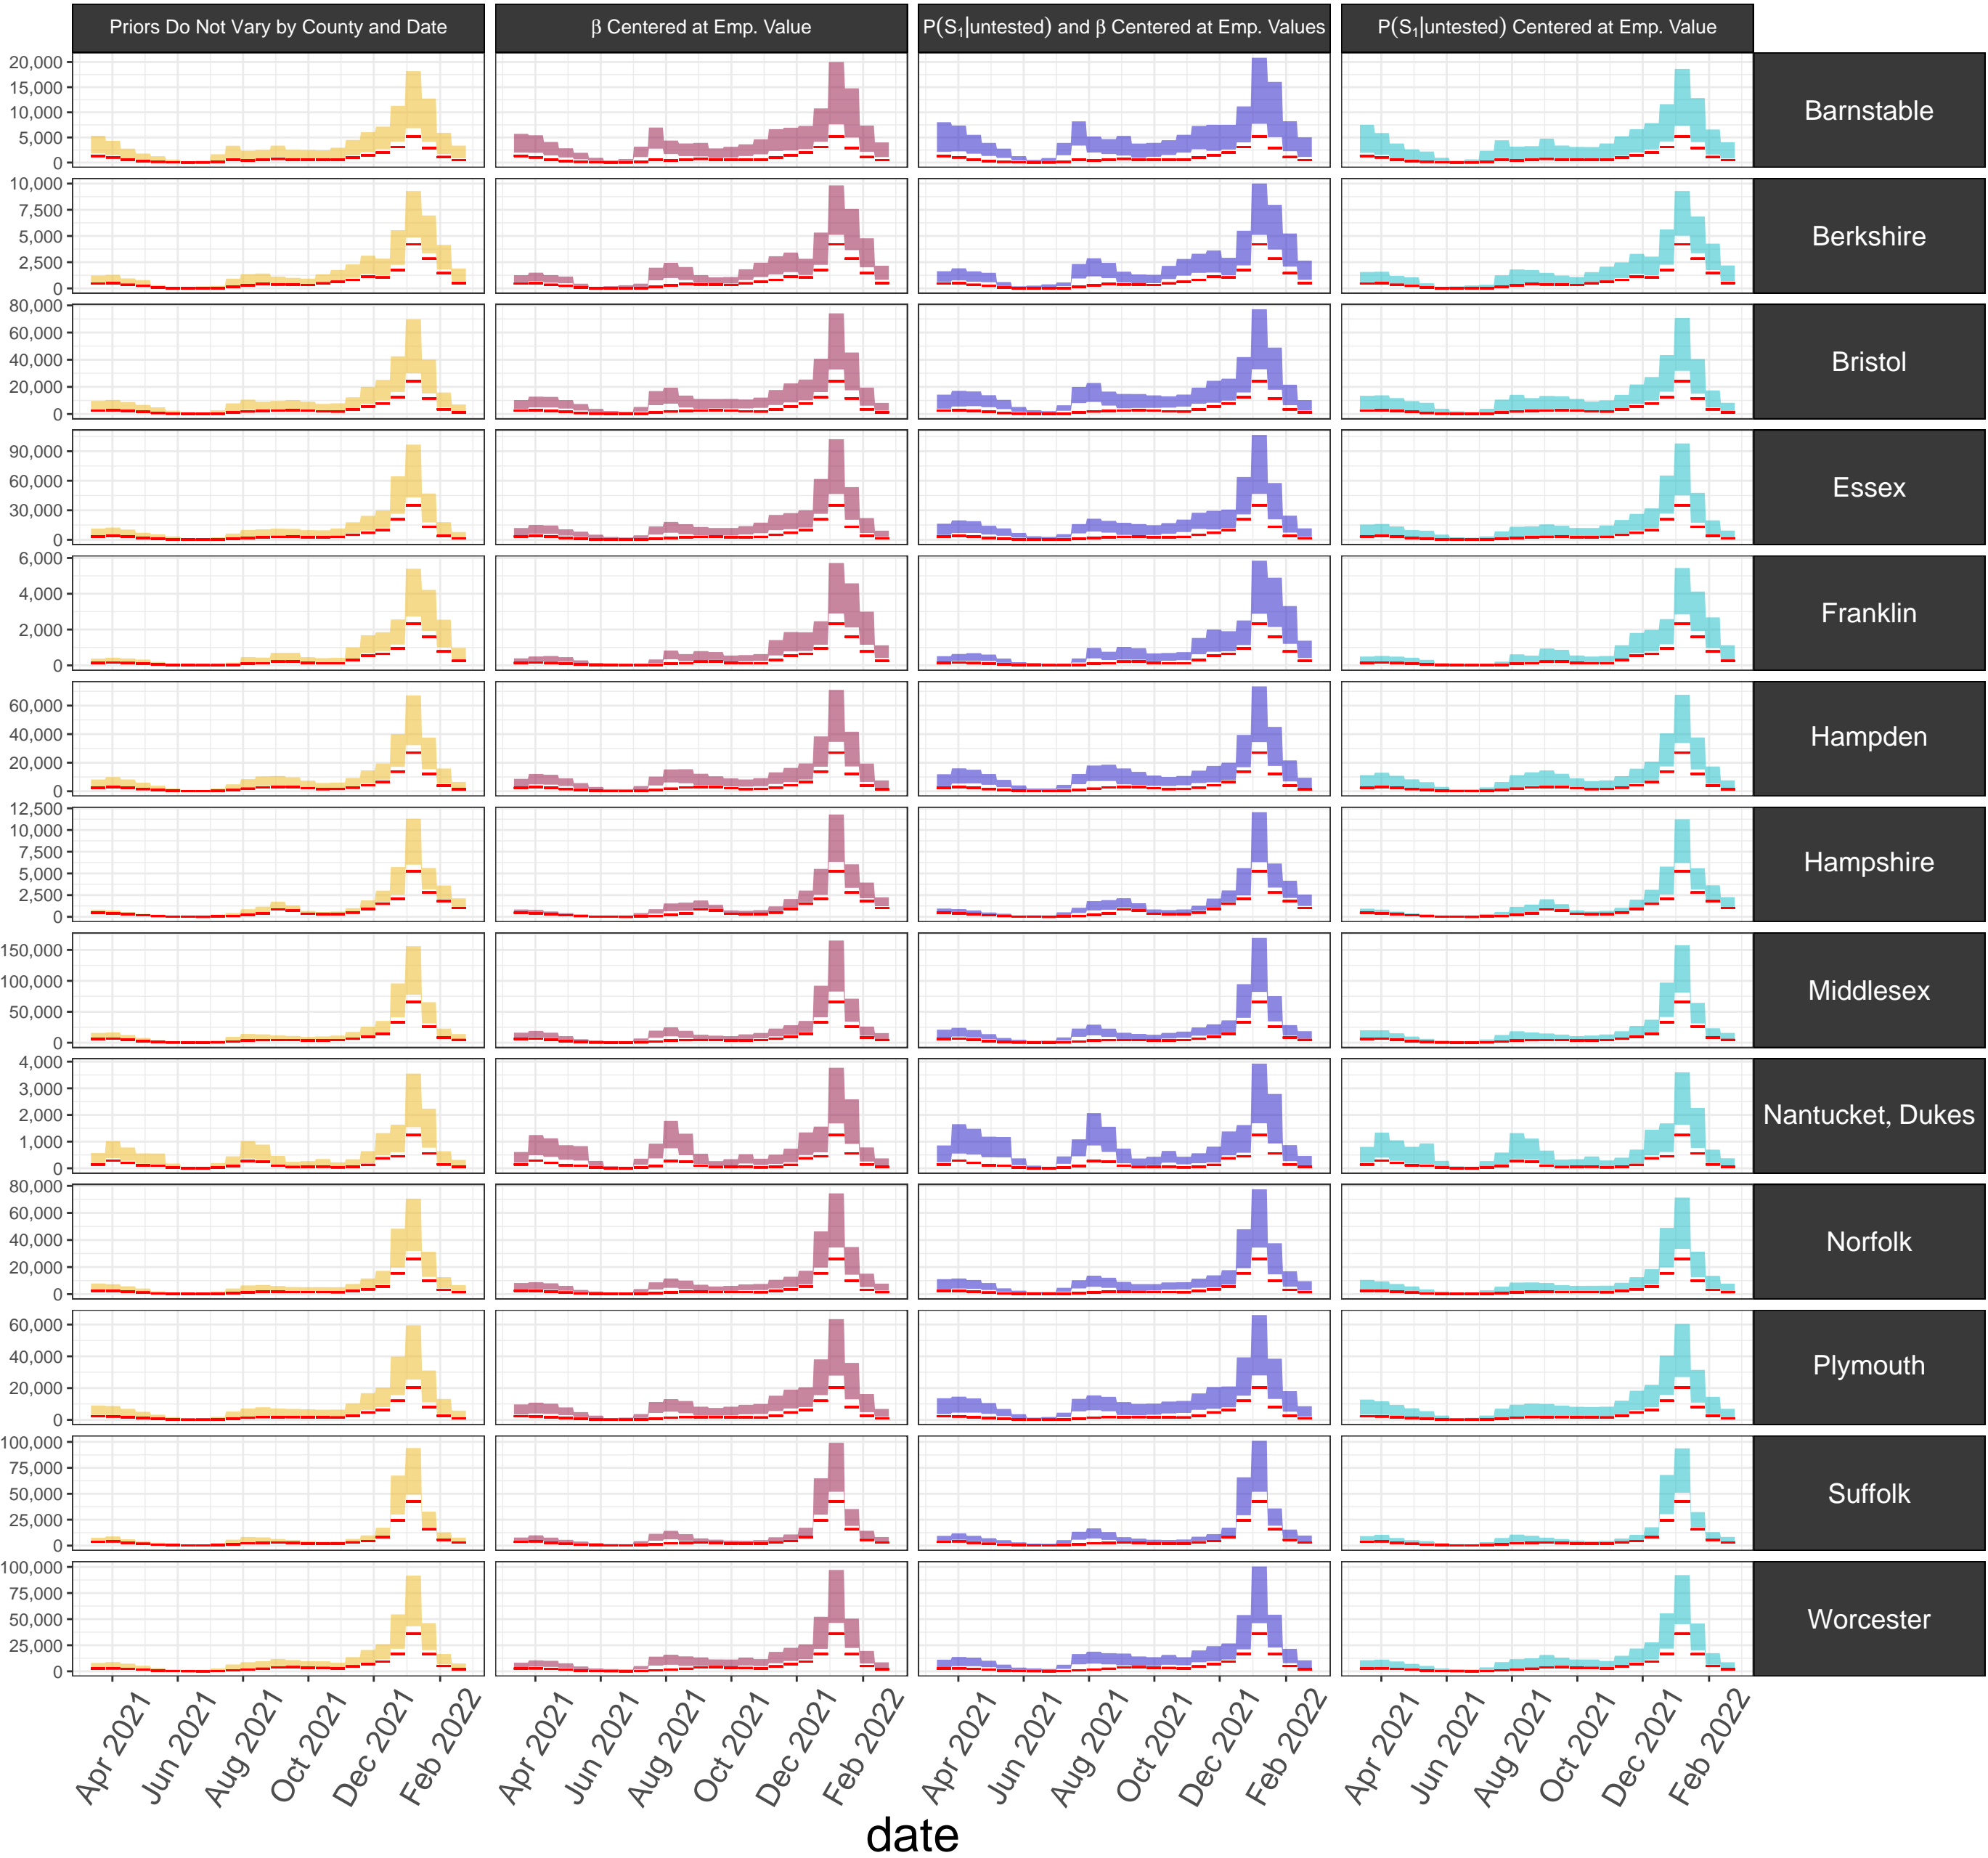 Priors Do Not Vary by County and Date
β Centered at Emp. Value
P(S₁|untested) and β Centered at Emp. Values
P(S₁|untested) Centered at Emp. Value
20,000
15,000
10,000
5,000
0
Barnstable
10,000
7,500
5,000
2,500
0
Berkshire
80,000
60,000
40,000
20,000
0
Bristol
90,000
60,000
30,000
0
Essex
6,000
4,000
2,000
0
Franklin
60,000
40,000
20,000
0
Hampden
12,500
10,000
7,500
5,000
2,500
0
Hampshire
150,000
100,000
50,000
0
Middlesex
4,000
3,000
2,000
1,000
0
Nantucket, Dukes
80,000
60,000
40,000
20,000
0
Norfolk
60,000
40,000
20,000
0
Plymouth
100,000
75,000
50,000
25,000
0
Suffolk
100,000
75,000
50,000
25,000
0
Worcester
Apr 2021
Jun 2021
Aug 2021
Oct 2021
Dec 2021
Feb 2022
Apr 2021
Jun 2021
Aug 2021
Oct 2021
Dec 2021
Feb 2022
Apr 2021
Jun 2021
Aug 2021
Oct 2021
Dec 2021
Feb 2022
Apr 2021
Jun 2021
Aug 2021
Oct 2021
Dec 2021
Feb 2022
date